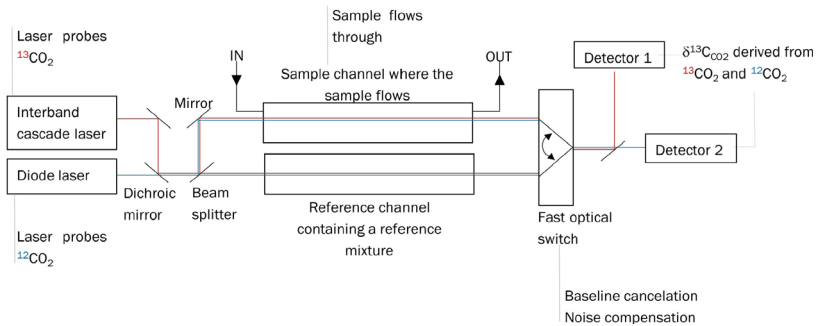 Laser probes
¹³CO₂
Interband
cascade laser
Diode laser
Laser probes
¹²CO₂
Dichroic
mirror
Mirror
Beam
splitter
IN
Sample flows
through
OUT
Sample channel where the
sample flows
Reference channel
containing a reference
mixture
Fast optical
switch
Baseline cancelation
Noise compensation
Detector 1
Detector 2
δ¹³C_CO2 derived from
¹³CO₂ and ¹²CO₂